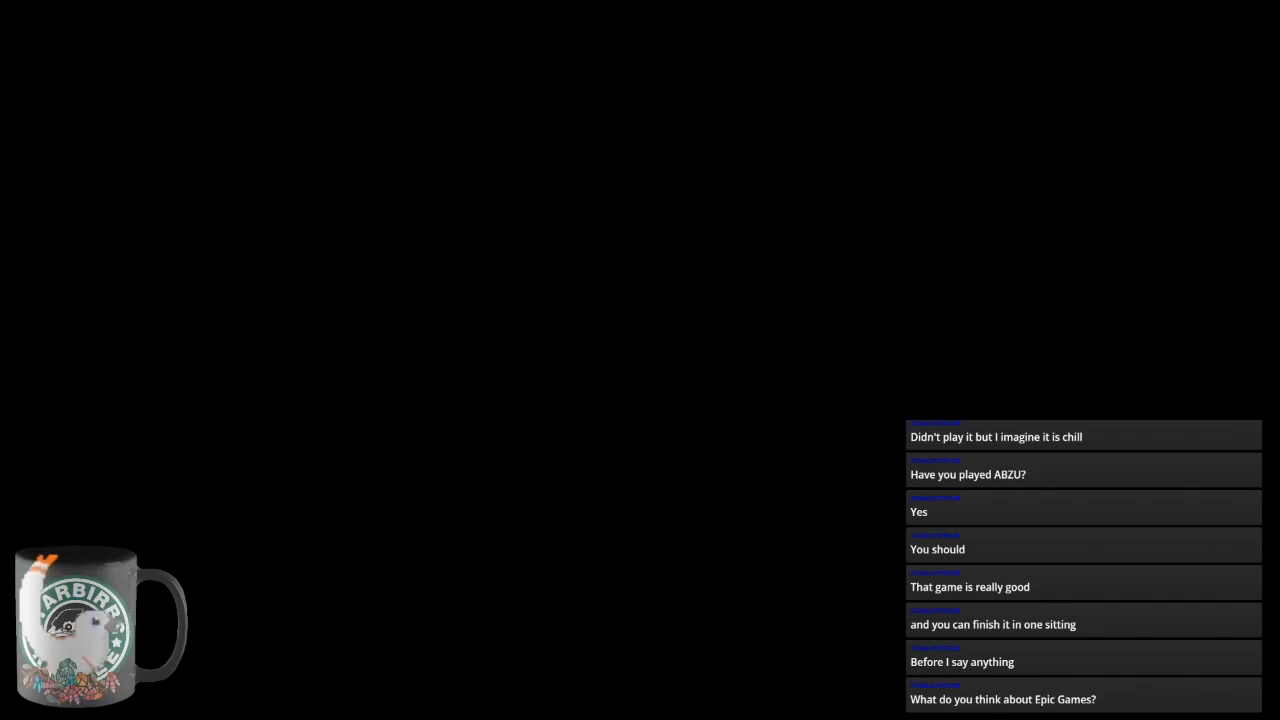 Didn't play it but I imagine it is chill
Have you played ABZU?
Yes
You should
That game is really good
and you can finish it in one sitting
Before I say anything
What do you think about Epic Games?